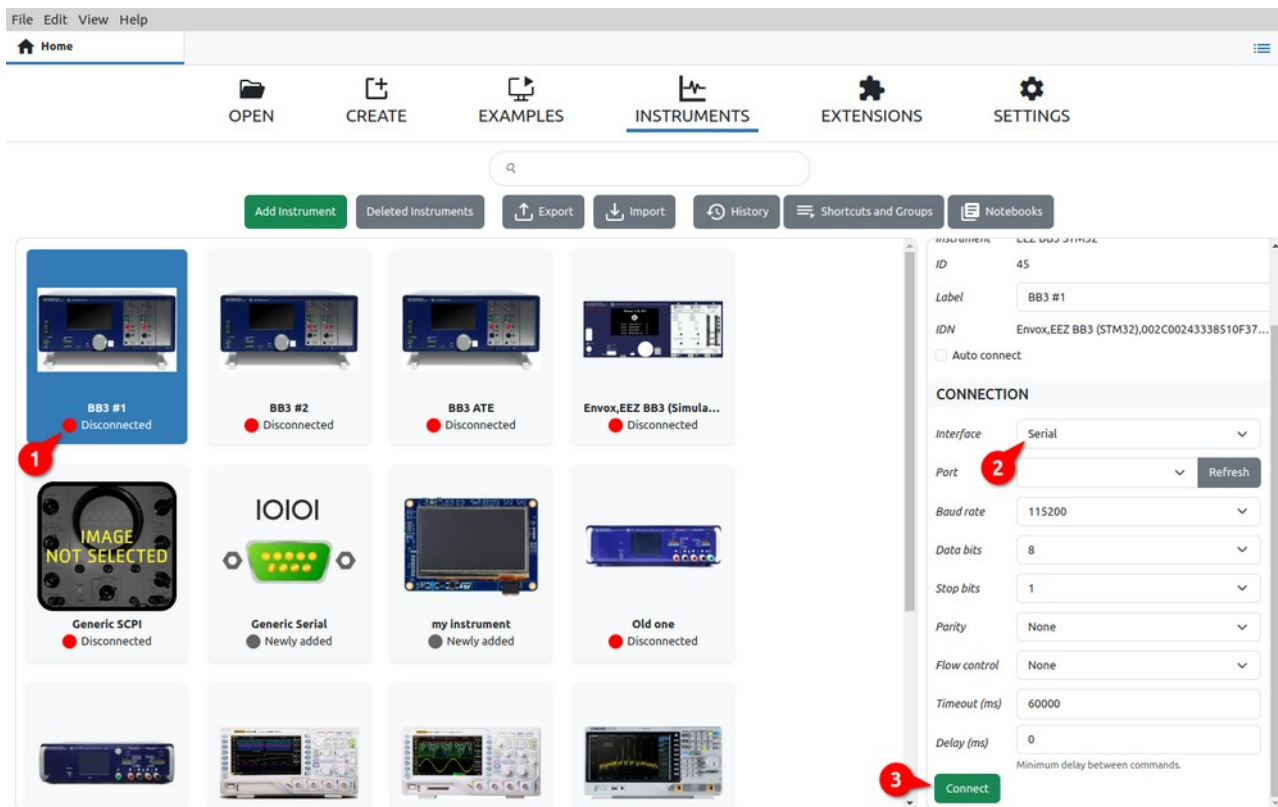 File Edit View Help
Home
OPEN CREATE EXAMPLES INSTRUMENTS EXTENSIONS SETTINGS
Add Instrument Deleted Instruments Export Import History Shortcuts and Groups Notebooks
BB3 #1
Disconnected
1
BB3 #2
Disconnected
BB3 ATE
Disconnected
Envox,EEZ BB3 (Simula...
Disconnected
IMAGE
NOT SELECTED
Generic SCPI
Disconnected
IOIOI
Generic Serial
Newly added
my instrument
Newly added
Old one
Disconnected
Instrument EEZ BB3 STM32
ID 45
Label BB3 #1
IDN Envox,EEZ BB3 (STM32),002C00243338510F37...
Auto connect
CONNECTION
Interface Serial
2
Port Refresh
Baud rate 115200
Data bits 8
Stop bits 1
Parity None
Flow control None
Timeout (ms) 60000
Delay (ms) 0
Minimum delay between commands.
3
Connect